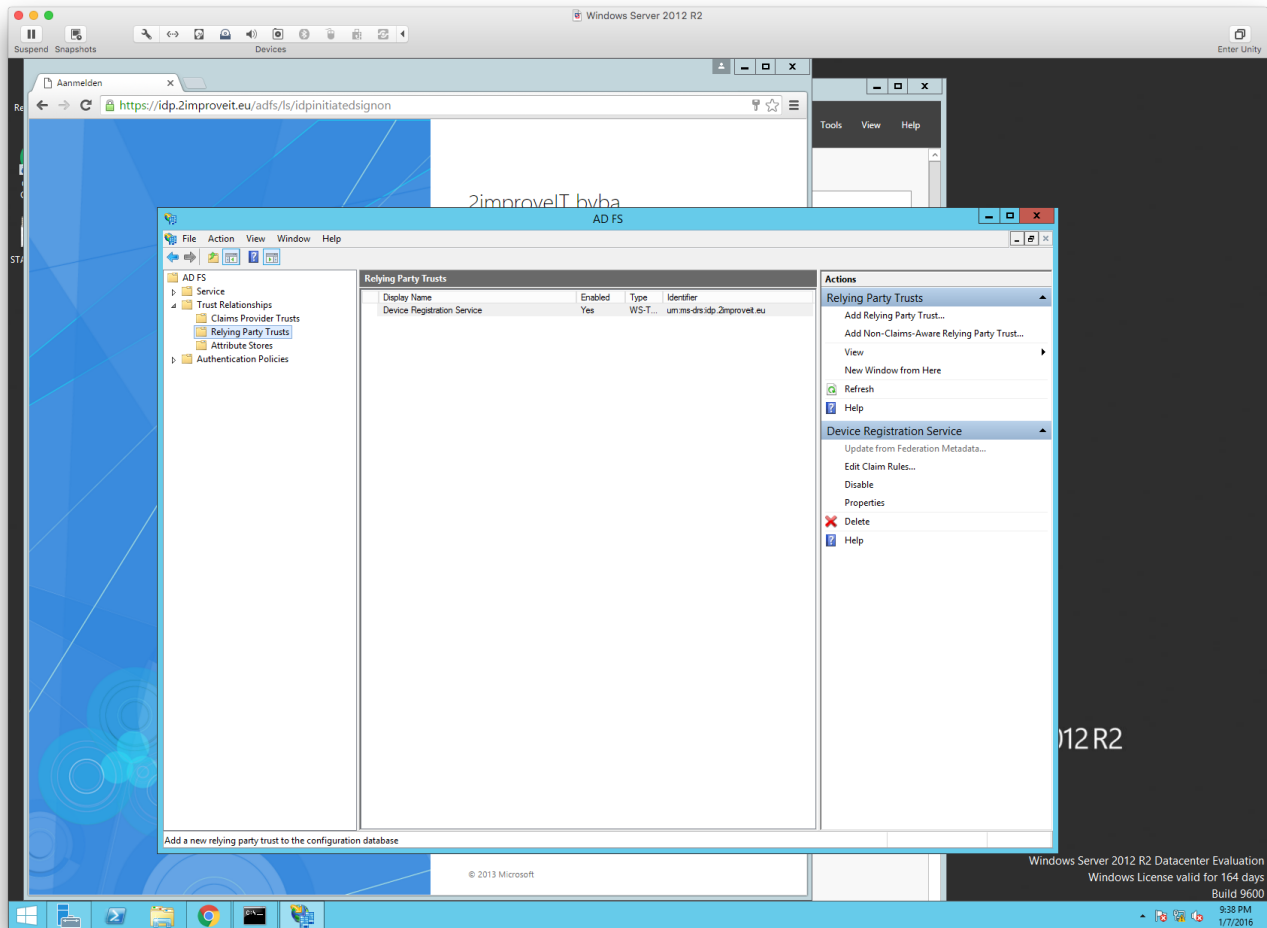 Windows Server 2012 R2
Suspend Snapshots
Devices
Enter Unity
Aanmelden
https://idp.2improveit.eu/adfs/ls/idpinitiatedsignon
Tools View Help
2improveIT bvba
AD FS
File Action View Window Help
AD FS
Service
Trust Relationships
Claims Provider Trusts
Relying Party Trusts
Attribute Stores
Authentication Policies
Relying Party Trusts
Display Name Enabled Type Identifier
Device Registration Service Yes WS-T... urn:ms-drs:idp.2improveit.eu
Actions
Relying Party Trusts
Add Relying Party Trust...
Add Non-Claims-Aware Relying Party Trust...
View
New Window from Here
Refresh
Help
Device Registration Service
Update from Federation Metadata...
Edit Claim Rules...
Disable
Properties
Delete
Help
Add a new relying party trust to the configuration database
© 2013 Microsoft
012 R2
Windows Server 2012 R2 Datacenter Evaluation
Windows License valid for 164 days
Build 9600
9:38 PM
1/7/2016